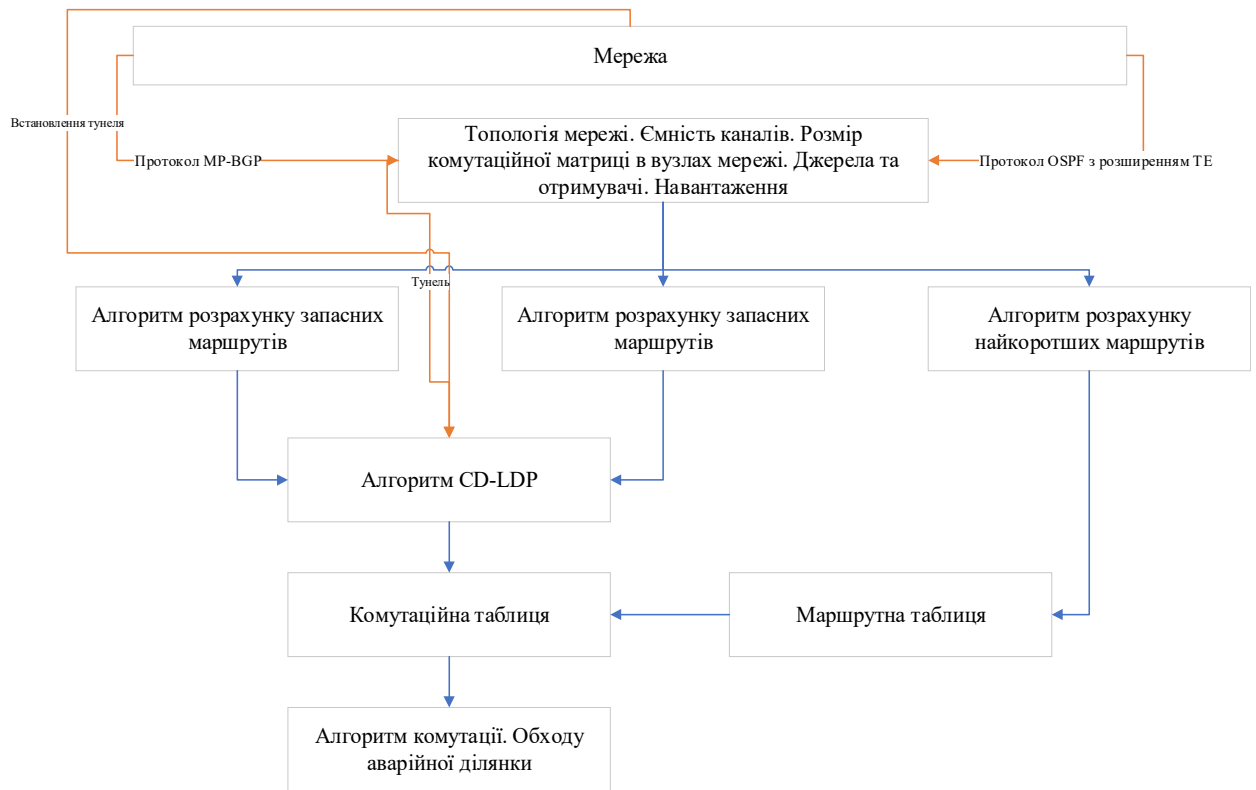 Мережа
Встановлення тунеля
Топологія мережі. Ємність каналів. Розмір
комутаційної матриці в вузлах мережі. Джерела та
отримувачі. Навантаження
Протокол MP-BGP
Протокол OSPF з розширенням TE
Тунель
Алгоритм розрахунку запасних
маршрутів
Алгоритм розрахунку запасних
маршрутів
Алгоритм розрахунку
найкоротших маршрутів
Алгоритм CD-LDP
Комутаційна таблиця
Маршрутна таблиця
Алгоритм комутації. Обходу
аварійної ділянки